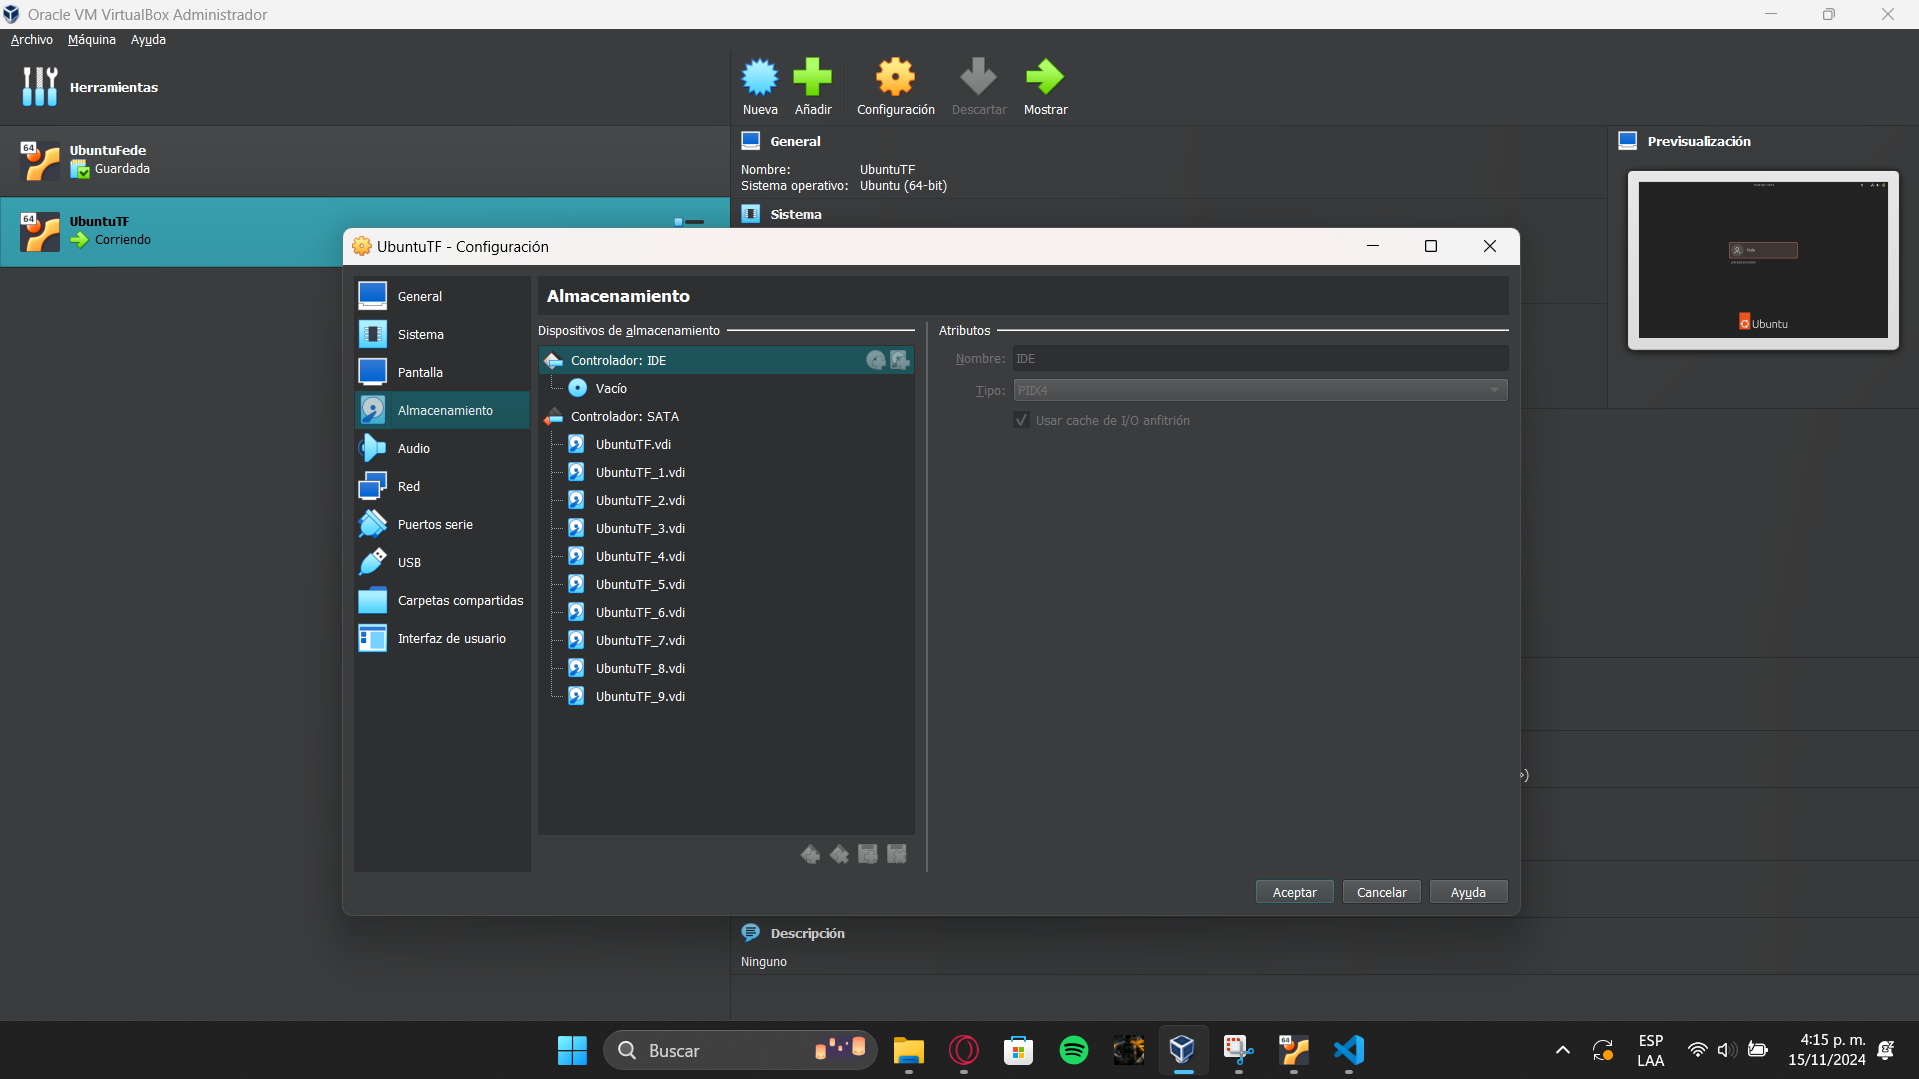 Oracle VM VirtualBox Administrador
Archivo Máquina Ayuda
Herramientas
Nueva Añadir Configuración Descartar Mostrar
64
UbuntuFede
Guardada
64
UbuntuTF
Corriendo
General
Nombre: UbuntuTF
Sistema operativo: Ubuntu (64-bit)
Sistema
Previsualización
Ubuntu
UbuntuTF - Configuración
General
Sistema
Pantalla
Almacenamiento
Audio
Red
Puertos serie
USB
Carpetas compartidas
Interfaz de usuario
Almacenamiento
Dispositivos de almacenamiento
Controlador: IDE
Vacío
Controlador: SATA
UbuntuTF.vdi
UbuntuTF_1.vdi
UbuntuTF_2.vdi
UbuntuTF_3.vdi
UbuntuTF_4.vdi
UbuntuTF_5.vdi
UbuntuTF_6.vdi
UbuntuTF_7.vdi
UbuntuTF_8.vdi
UbuntuTF_9.vdi
Atributos
Nombre: IDE
Tipo: PIIX4
Usar cache de I/O anfitrión
Aceptar Cancelar Ayuda
Descripción
Ninguno
Buscar
64
ESP
LAA
4:15 p. m.
15/11/2024